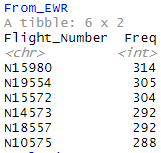 From_EWR
A tibble: 6 x 2
Flight_Number Freq
<chr> <int>
N15980 314
N19554 305
N15572 304
N14573 292
N18557 292
N10575 288